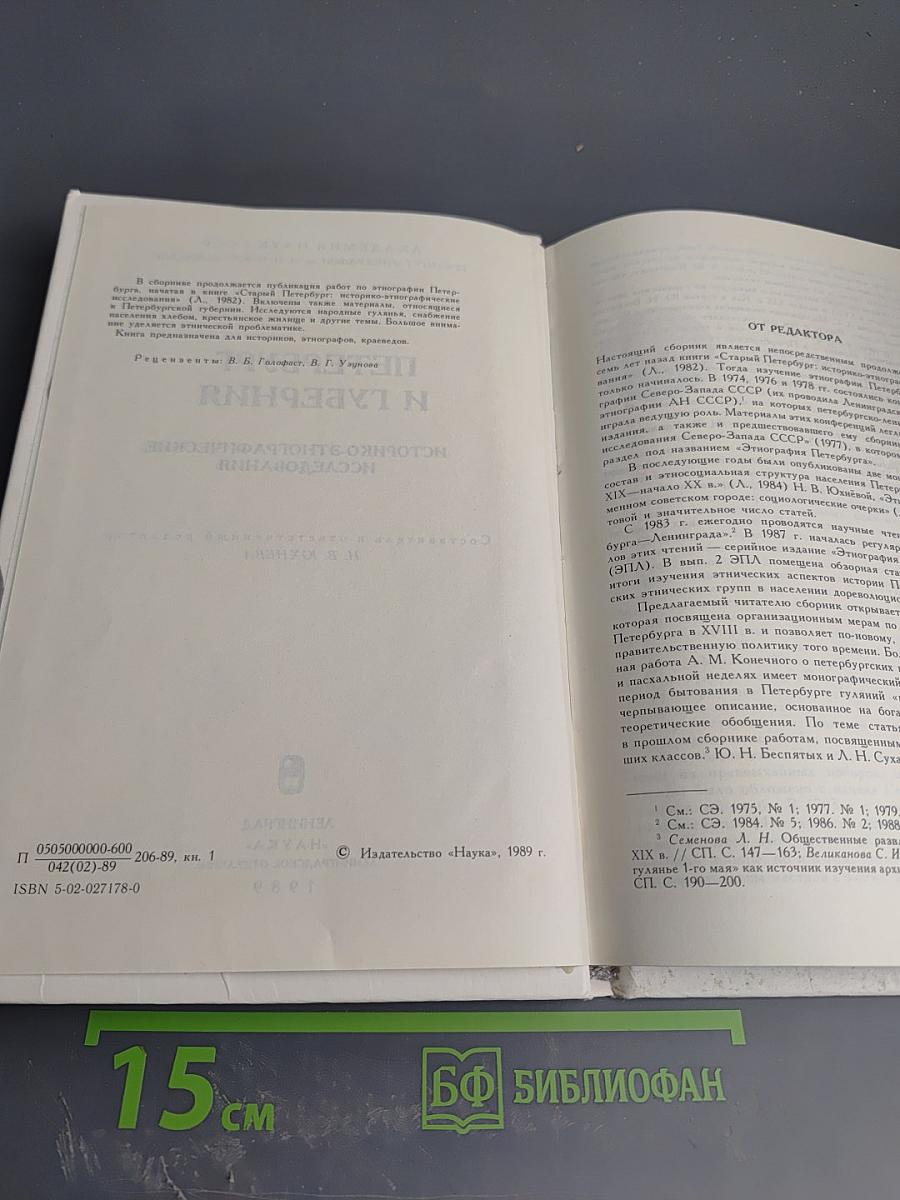 В сборнике продолжается публикация работ по этнографии Петер-
бурга, начатая в книге «Старый Петербург: историко-этнографические
исследования» (Л., 1982). Включены также материалы, относящиеся
к Петербургской губернии. Исследуются народные гулянья, снабжение
населения хлебом, крестьянское жилище и другие темы. Большое внима-
ние уделяется этнической проблематике.
Книга предназначена для историков, этнографов, краеведов.
Рецензенты: В. Б. Голофаст, В. Г. Узунова
П 0505000000-600
042(02)-89 206-89, кн. 1
© Издательство «Наука», 1989 г.
ISBN 5-02-027178-0
ОТ РЕДАКТОРА
Настоящий сборник является непосредственным продолж
семь лет назад книги «Старый Петербург: историко-этногра
вания» (Л., 1982). Тогда изучение этнографии Петерб
только начиналось. В 1974, 1976 и 1978 гг. состоялись кон
графии Северо-Запада СССР (их проводила Ленинградск
этнографии АН СССР),¹ на которых петербургско-лени
играла ведущую роль. Материалы этих конференций легл
издания, а также и предшествовавшего ему сборни
исследования Северо-Запада СССР» (1977), в котором
раздел под названием «Этнография Петербурга».
В последующие годы были опубликованы две мо
состав и этносоциальная структура населения Петер
XIX—начало XX в.» (Л., 1984) Н. В. Юхнёвой, «Этн
менном советском городе: социологические очерки» (
товой и значительное число статей.
С 1983 г. ежегодно проводятся научные чтен
бурга—Ленинграда».² В 1987 г. началась регуляр
лов этих чтений — серийное издание «Этнография
(ЭПЛ). В вып. 2 ЭПЛ помещена обзорная ста
итоги изучения этнических аспектов истории П
ских этнических групп в населении дореволюцио
Предлагаемый читателю сборник открывает
которая посвящена организационным мерам по
Петербурга в XVIII в. и позволяет по-новому,
правительственную политику того времени. Бол
ная работа А. М. Конечного о петербургских
и пасхальной неделях имеет монографический
период бытования в Петербурге гуляний «
черпывающее описание, основанное на бога
теоретические обобщения. По теме стать
в прошлом сборнике работам, посвященным
ших классов.³ Ю. Н. Беспятых и Л. Н. Суха
¹ См.: СЭ. 1975, № 1; 1977. № 1; 1979.
² См.: СЭ. 1984. № 5; 1986. № 2; 1988
³ Семенова Л. Н. Общественные разв
XIX в. // СП. С. 147—163; Великанова С. И
гулянье 1-го мая» как источник изучения архи
СП. С. 190—200.
15 см
БФ БИБЛИОФАН